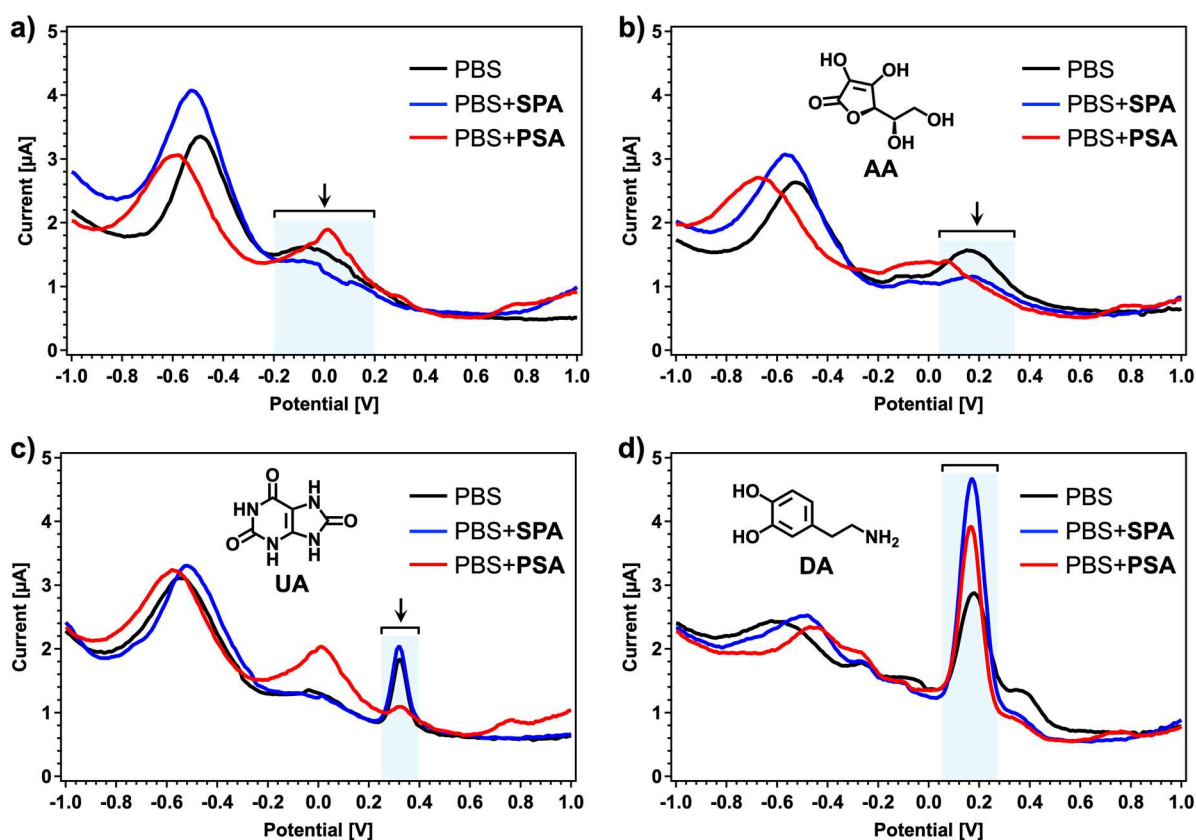 a)
5
4
3
2
1
0
Current [µA]
PBS
PBS+SPA
PBS+PSA
-1.0 -0.8 -0.6 -0.4 -0.2 0.0 0.2 0.4 0.6 0.8 1.0
Potential [V]
b)
5
4
3
2
1
0
Current [µA]
HO
OH
O
O
OH
OH
AA
PBS
PBS+SPA
PBS+PSA
-1.0 -0.8 -0.6 -0.4 -0.2 0.0 0.2 0.4 0.6 0.8 1.0
Potential [V]
c)
5
4
3
2
1
0
Current [µA]
O
H
N
HN
O
O
N
H
N
H
UA
PBS
PBS+SPA
PBS+PSA
-1.0 -0.8 -0.6 -0.4 -0.2 0.0 0.2 0.4 0.6 0.8 1.0
Potential [V]
d)
5
4
3
2
1
0
Current [µA]
HO
HO
NH2
DA
PBS
PBS+SPA
PBS+PSA
-1.0 -0.8 -0.6 -0.4 -0.2 0.0 0.2 0.4 0.6 0.8 1.0
Potential [V]